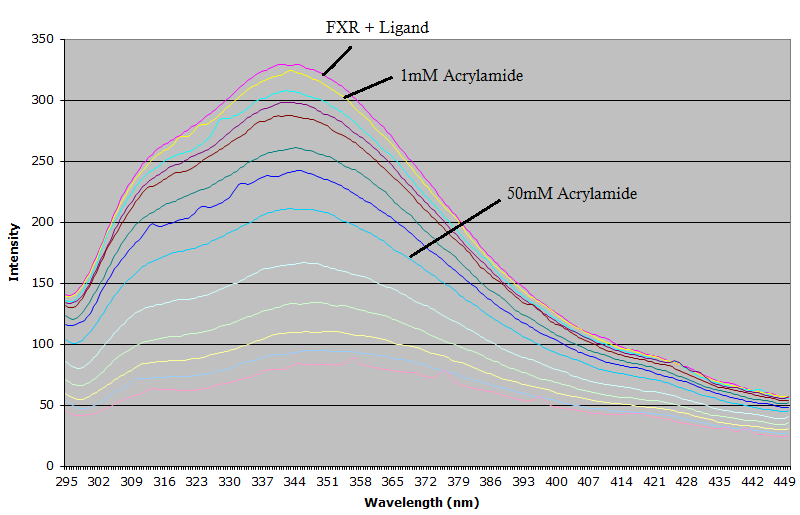 FXR + Ligand
1mM Acrylamide
50mM Acrylamide
Intensity
350
300
250
200
150
100
50
0
295 302 309 316 323 330 337 344 351 358 365 372 379 386 393 400 407 414 421 428 435 442 449
Wavelength (nm)